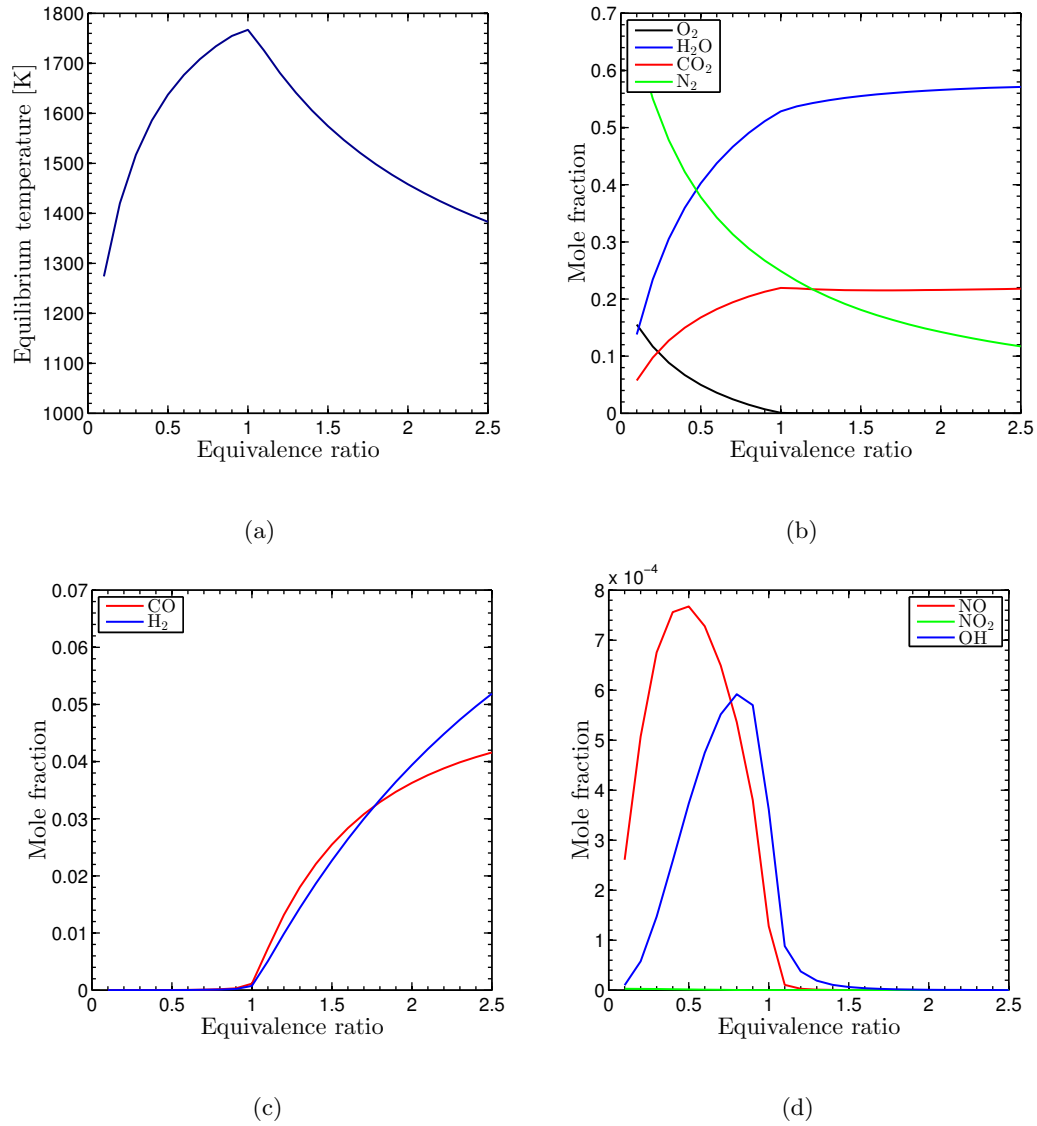 1800
1700
1600
1500
1400
1300
1200
1100
1000
0 0.5 1 1.5 2 2.5
Equilibrium temperature [K]
Equivalence ratio
(a)
0.7
0.6
0.5
0.4
0.3
0.2
0.1
0
0 0.5 1 1.5 2 2.5
O₂
H₂O
CO₂
N₂
Mole fraction
Equivalence ratio
(b)
0.07
0.06
0.05
0.04
0.03
0.02
0.01
0
0 0.5 1 1.5 2 2.5
CO
H₂
Mole fraction
Equivalence ratio
(c)
x 10⁻⁴
8
7
6
5
4
3
2
1
0
0 0.5 1 1.5 2 2.5
NO
NO₂
OH
Mole fraction
Equivalence ratio
(d)